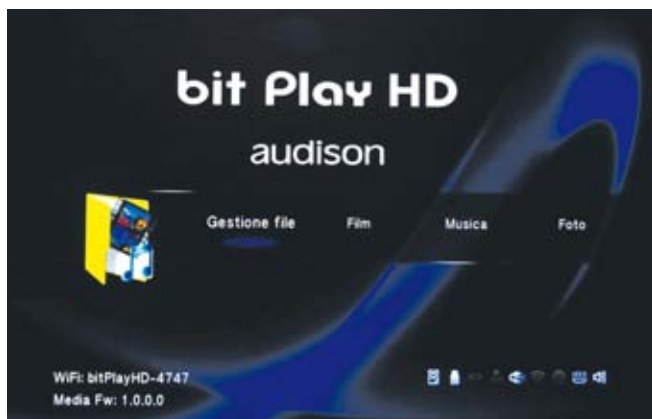 bit Play HD
audison
Gestione file Film Musica Foto
WiFi: bitPlayHD-4747
Media Fw: 1.0.0.0